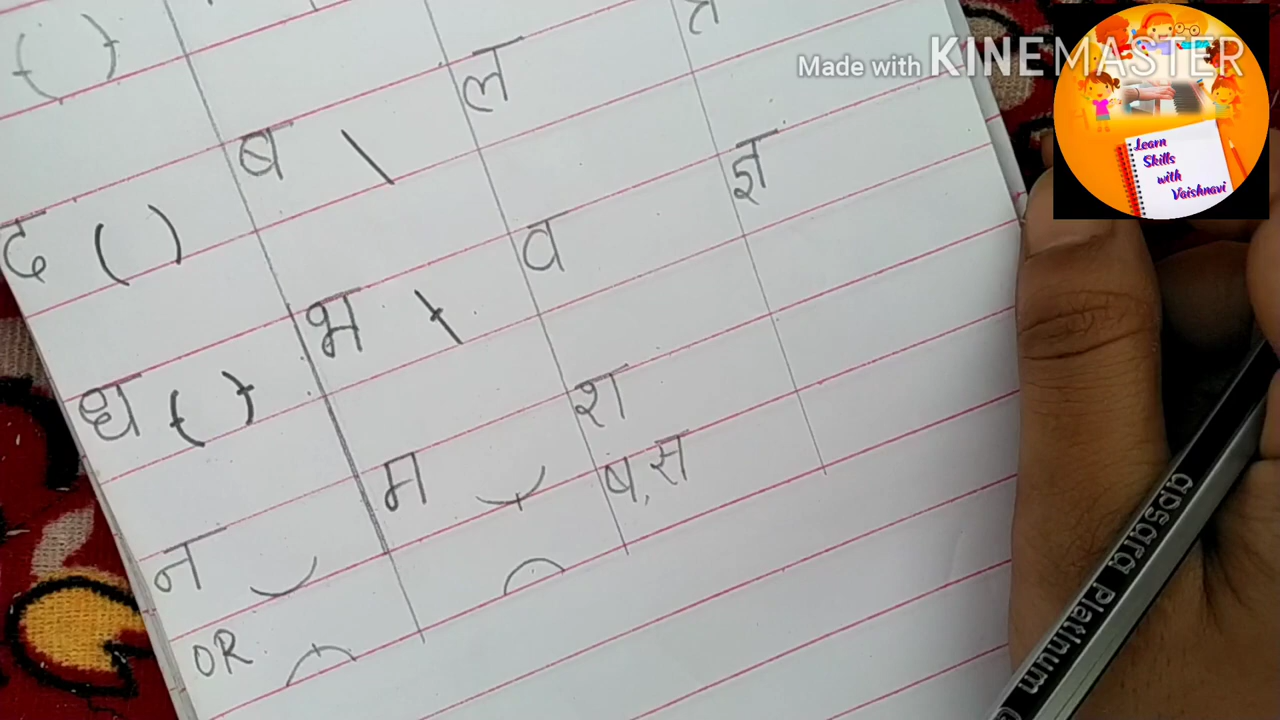 Made with KINEMASTER
Learn
Skills
with
Vaishnavi
ल
ब \
ज्ञ
द ( )
व
भ
ध ( )
श
म
ष, स
न
OR
apsara Platinum